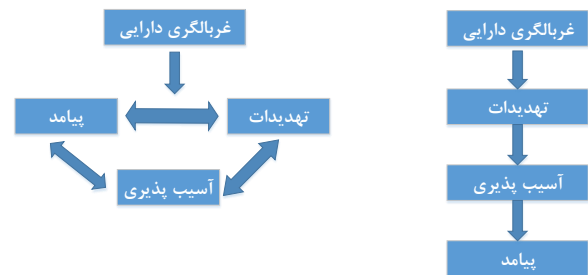 غربالگری دارایی
تهدیدات
پیامد
آسیب پذیری
غربالگری دارایی
تهدیدات
آسیب پذیری
پیامد